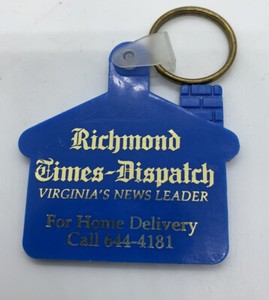 Richmond
Times-Dispatch
VIRGINIA'S NEWS LEADER
For Home Delivery
Call 644-4181